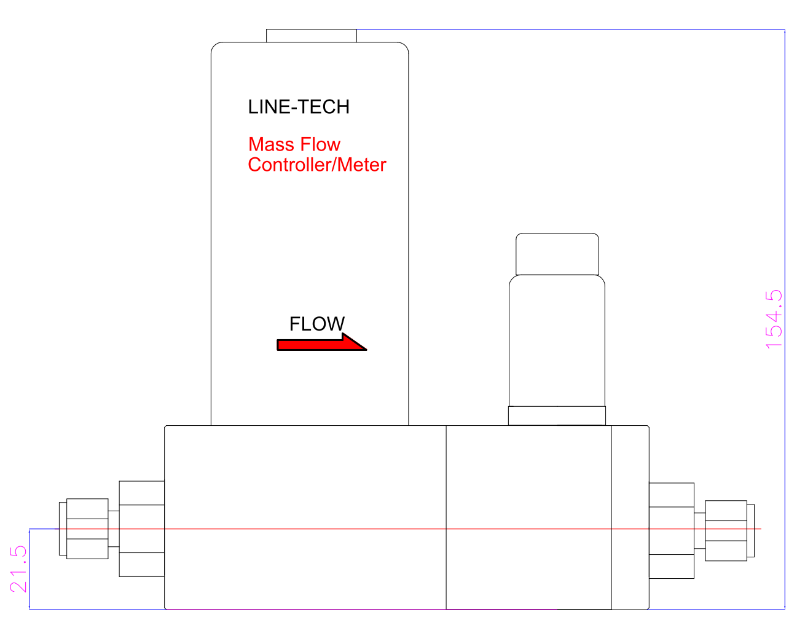 LINE-TECH
Mass Flow
Controller/Meter
FLOW
154.5
21.5